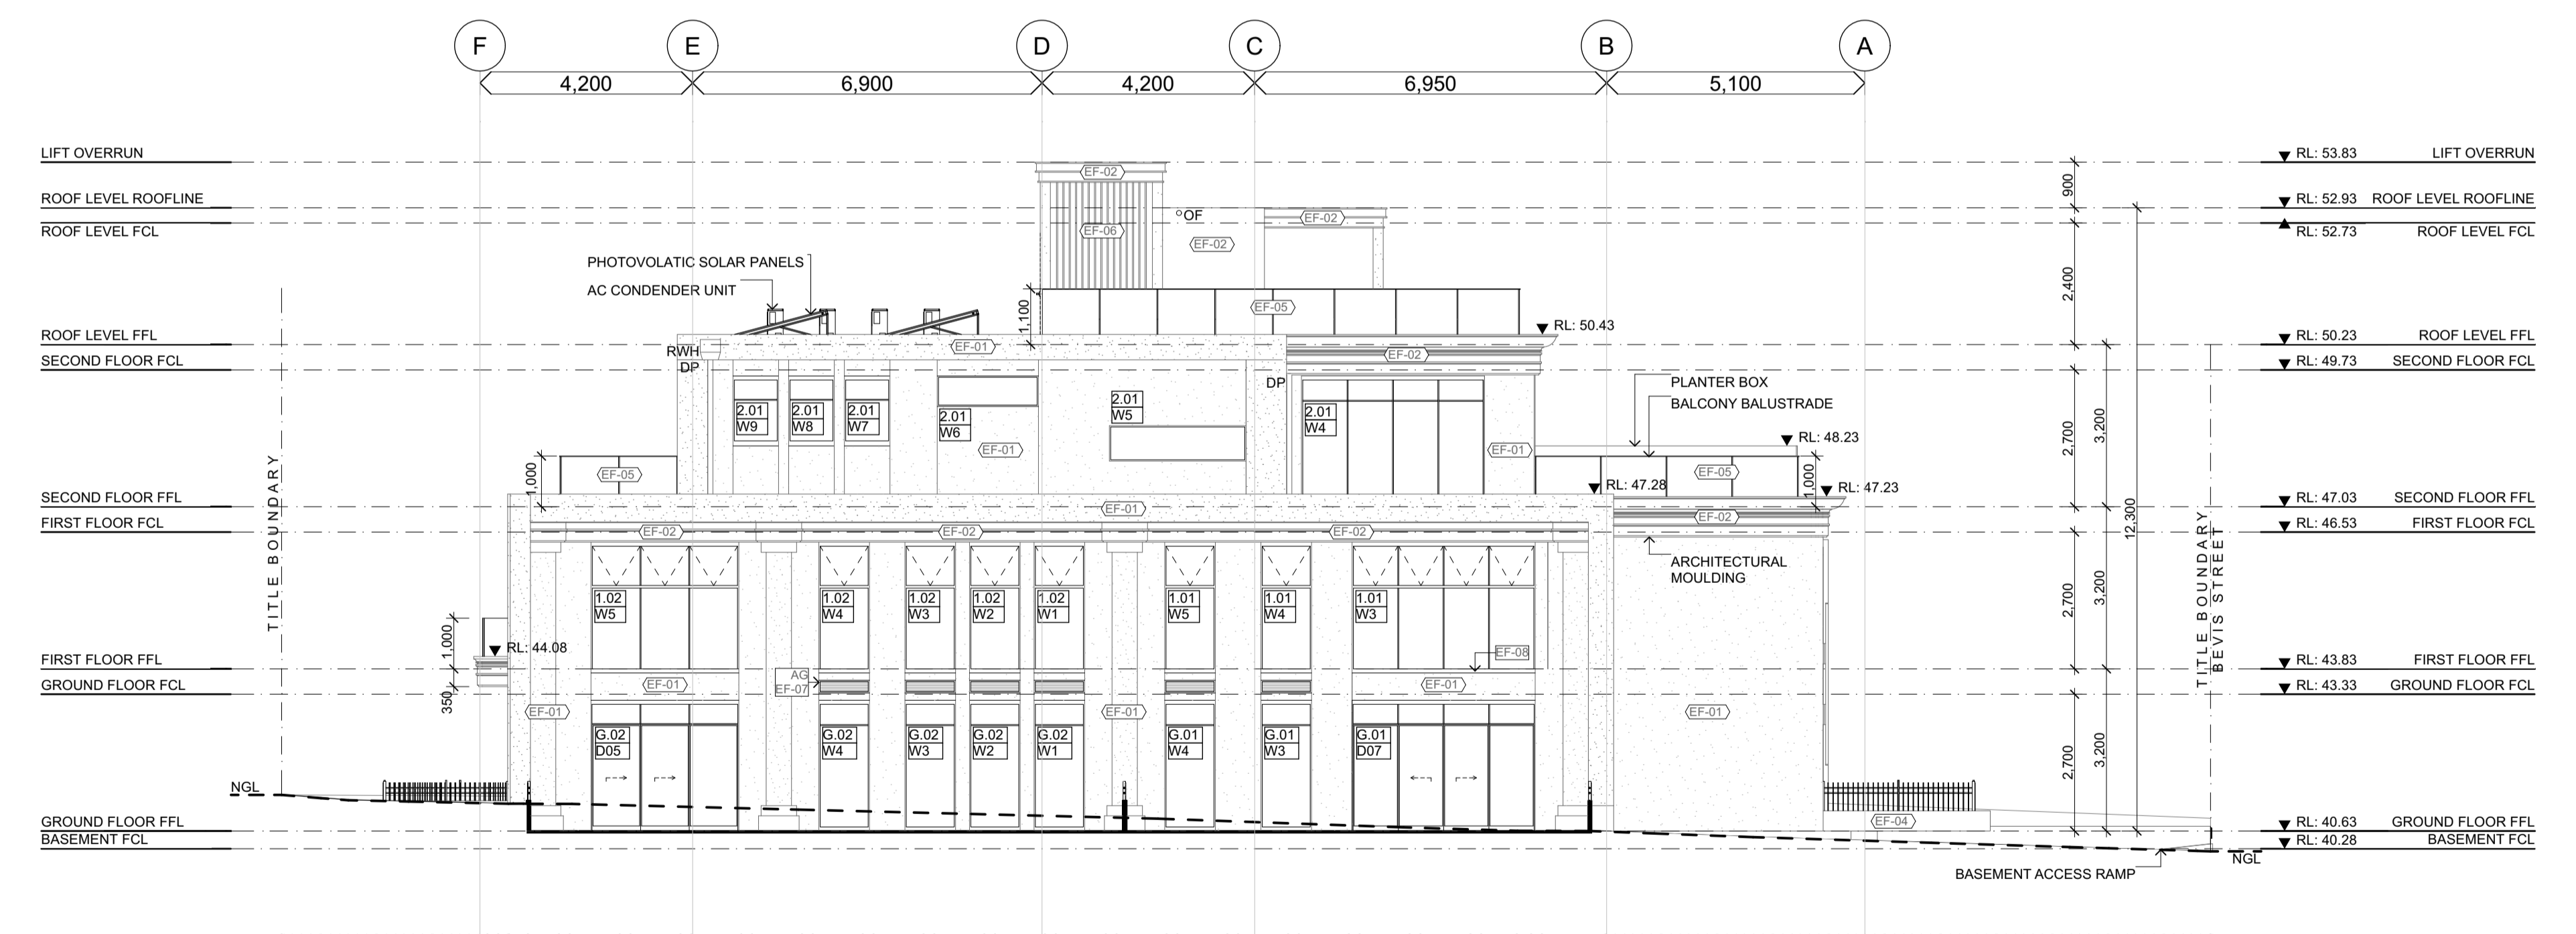 F E D C B A
4,200 6,900 4,200 6,950 5,100
LIFT OVERRUN
RL: 53.83 LIFT OVERRUN
EF-02
900
ROOF LEVEL ROOFLINE
RL: 52.93 ROOF LEVEL ROOFLINE
°OF
EF-02
ROOF LEVEL FCL
EF-06
RL: 52.73 ROOF LEVEL FCL
EF-02
PHOTOVOLATIC SOLAR PANELS
AC CONDENDER UNIT
2,400
1,100
EF-05
RL: 50.43
ROOF LEVEL FFL
RL: 50.23 ROOF LEVEL FFL
RWH
EF-01
EF-02
SECOND FLOOR FCL
DP
RL: 49.73 SECOND FLOOR FCL
DP
PLANTER BOX
BALCONY BALUSTRADE
2.01
W9
2.01
W8
2.01
W7
2.01
W6
2.01
W5
2.01
W4
EF-01
EF-01
RL: 48.23
2,700
3,200
1,000
EF-05
EF-05
1,000
RL: 47.28
RL: 47.23
SECOND FLOOR FFL
RL: 47.03 SECOND FLOOR FFL
EF-01
EF-02
FIRST FLOOR FCL
EF-02
EF-02
EF-02
RL: 46.53 FIRST FLOOR FCL
12,300
TITLE BOUNDARY
TITLE BOUNDARY
BEVIS STREET
ARCHITECTURAL
MOULDING
1.02
W5
1.02
W4
1.02
W3
1.02
W2
1.02
W1
1.01
W5
1.01
W4
1.01
W3
2,700
3,200
1,000
RL: 44.08
EF-08
FIRST FLOOR FFL
RL: 43.83 FIRST FLOOR FFL
AG
EF-07
EF-01
EF-01
GROUND FLOOR FCL
RL: 43.33 GROUND FLOOR FCL
350
EF-01
EF-01
EF-01
G.02
D05
G.02
W4
G.02
W3
G.02
W2
G.02
W1
G.01
W4
G.01
W3
G.01
D07
2,700
3,200
NGL
GROUND FLOOR FFL
EF-04
RL: 40.63 GROUND FLOOR FFL
BASEMENT FCL
RL: 40.28 BASEMENT FCL
NGL
BASEMENT ACCESS RAMP